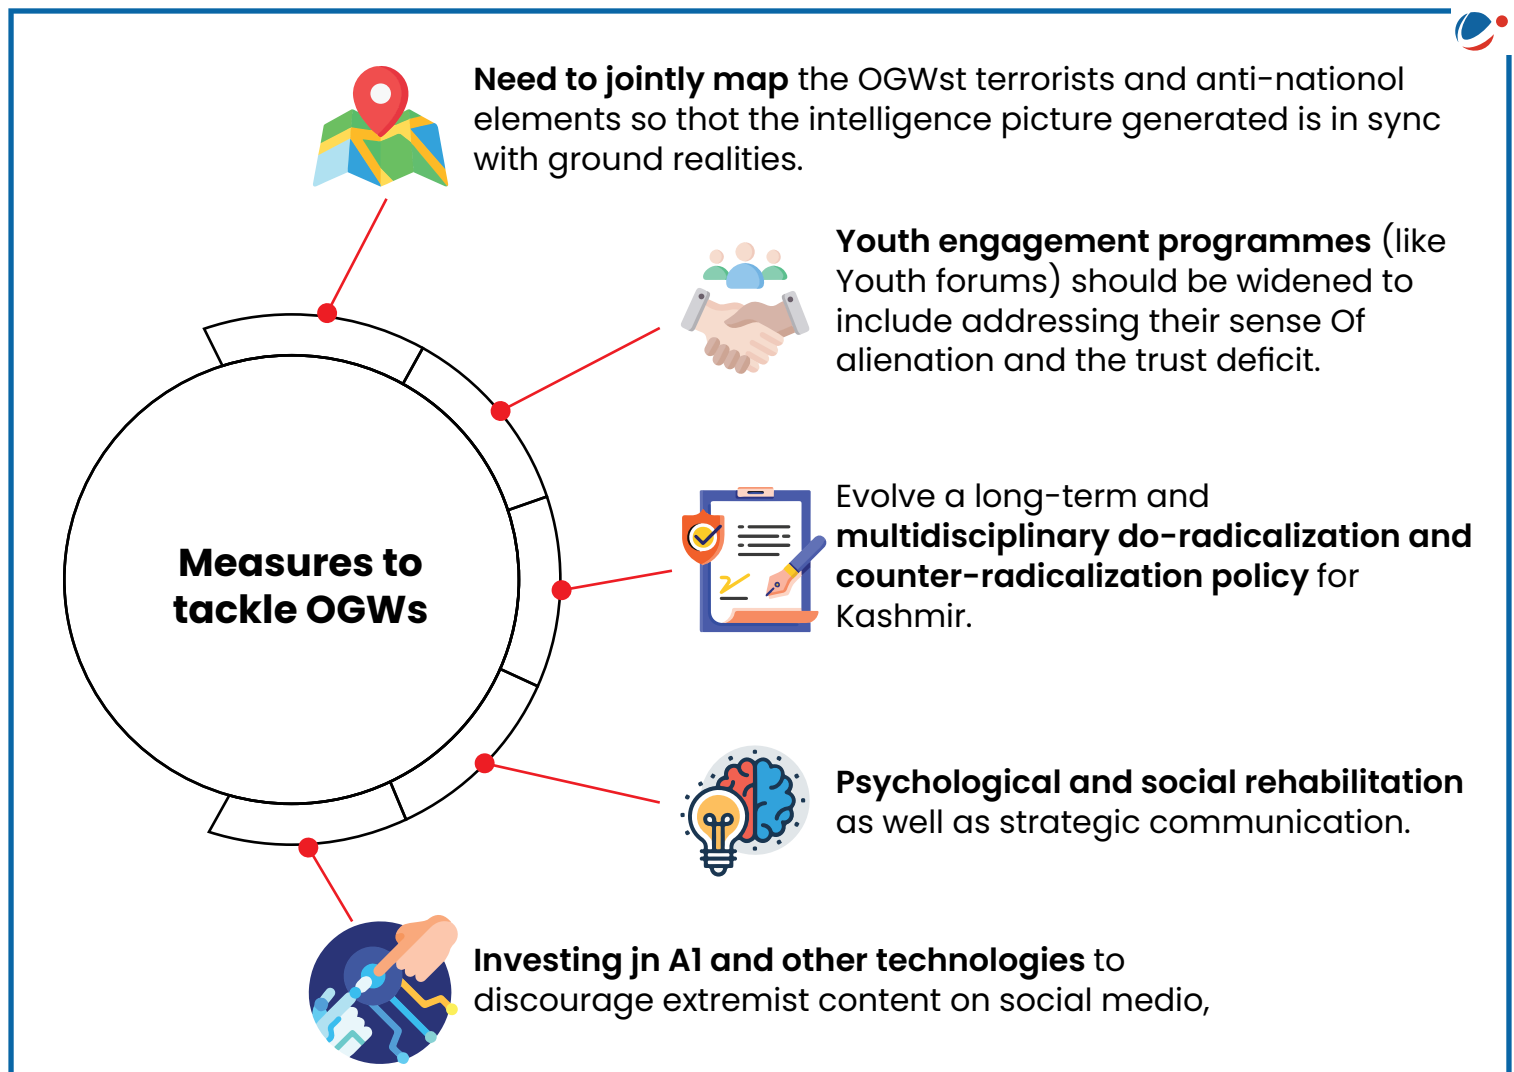 Need to jointly map the OGWst terrorists and anti-nationol
elements so thot the intelligence picture generated is in sync
with ground realities.
Youth engagement programmes (like
Youth forums) should be widened to
include addressing their sense Of
alienation and the trust deficit.
Measures to
tackle OGWs
Evolve a long-term and
multidisciplinary do-radicalization and
counter-radicalization policy for
Kashmir.
Psychological and social rehabilitation
as well as strategic communication.
Investing jn A1 and other technologies to
discourage extremist content on social medio,